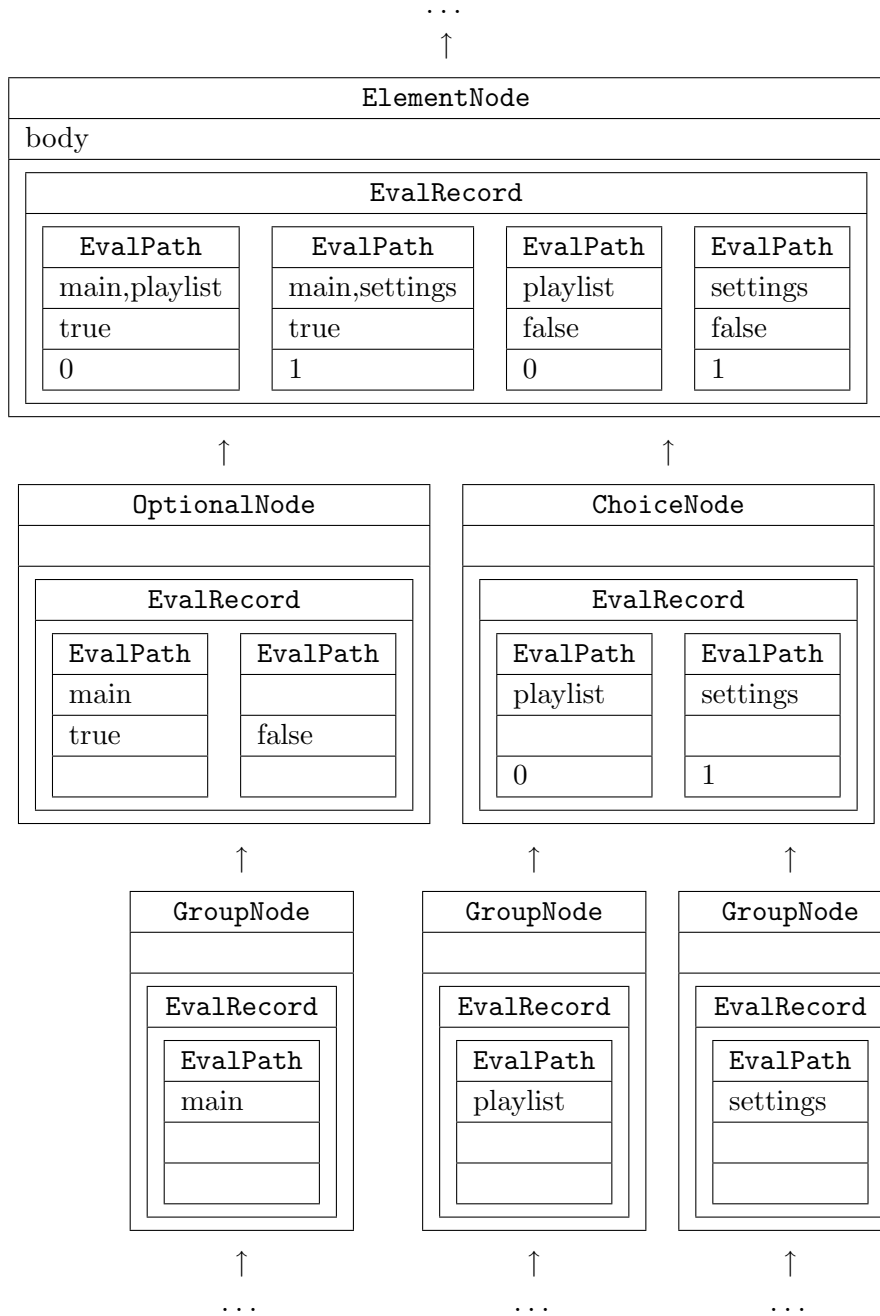 ...
↑
ElementNode
body
EvalRecord
EvalPath EvalPath EvalPath EvalPath
main,playlist main,settings playlist settings
true true false false
0 1 0 1
↑ ↑
OptionalNode ChoiceNode
EvalRecord EvalRecord
EvalPath EvalPath EvalPath EvalPath
main playlist settings
true false
0 1
↑ ↑ ↑
GroupNode GroupNode GroupNode
EvalRecord EvalRecord EvalRecord
EvalPath EvalPath EvalPath
main playlist settings
↑ ↑ ↑
... ... ...